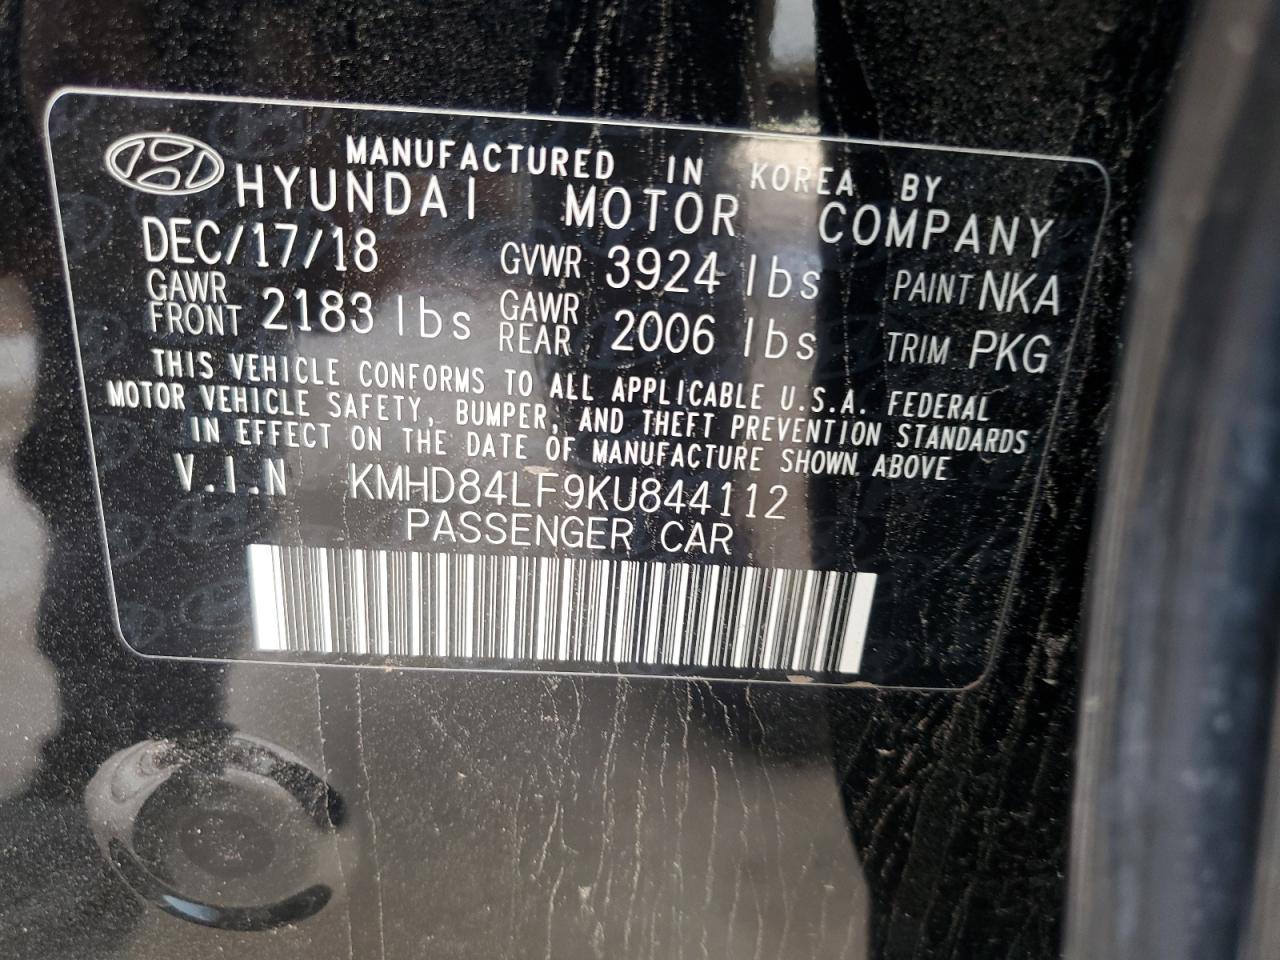 MANUFACTURED IN KOREA BY
HYUNDAI MOTOR COMPANY
DEC/17/18 GVWR 3924 lbs PAINT NKA
GAWR FRONT 2183 lbs GAWR REAR 2006 lbs TRIM PKG
THIS VEHICLE CONFORMS TO ALL APPLICABLE U.S.A. FEDERAL
MOTOR VEHICLE SAFETY, BUMPER, AND THEFT PREVENTION STANDARDS
IN EFFECT ON THE DATE OF MANUFACTURE SHOWN ABOVE
V.I.N KMHD84LF9KU844112
PASSENGER CAR